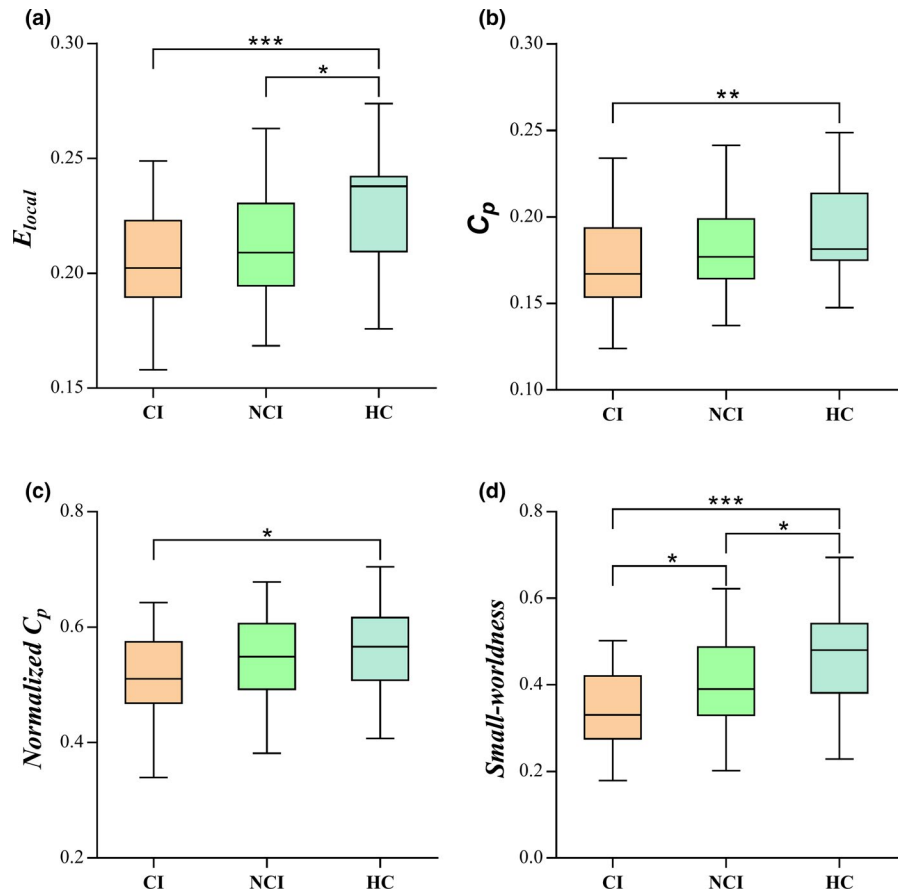 (a)
***
*
0.30
0.25
0.20
0.15
E_local
CI NCI HC
(b)
**
0.30
0.25
0.20
0.15
0.10
C_p
CI NCI HC
(c)
*
0.8
0.6
0.4
0.2
Normalized C_p
CI NCI HC
(d)
***
*
*
0.8
0.6
0.4
0.2
0.0
Small-worldness
CI NCI HC